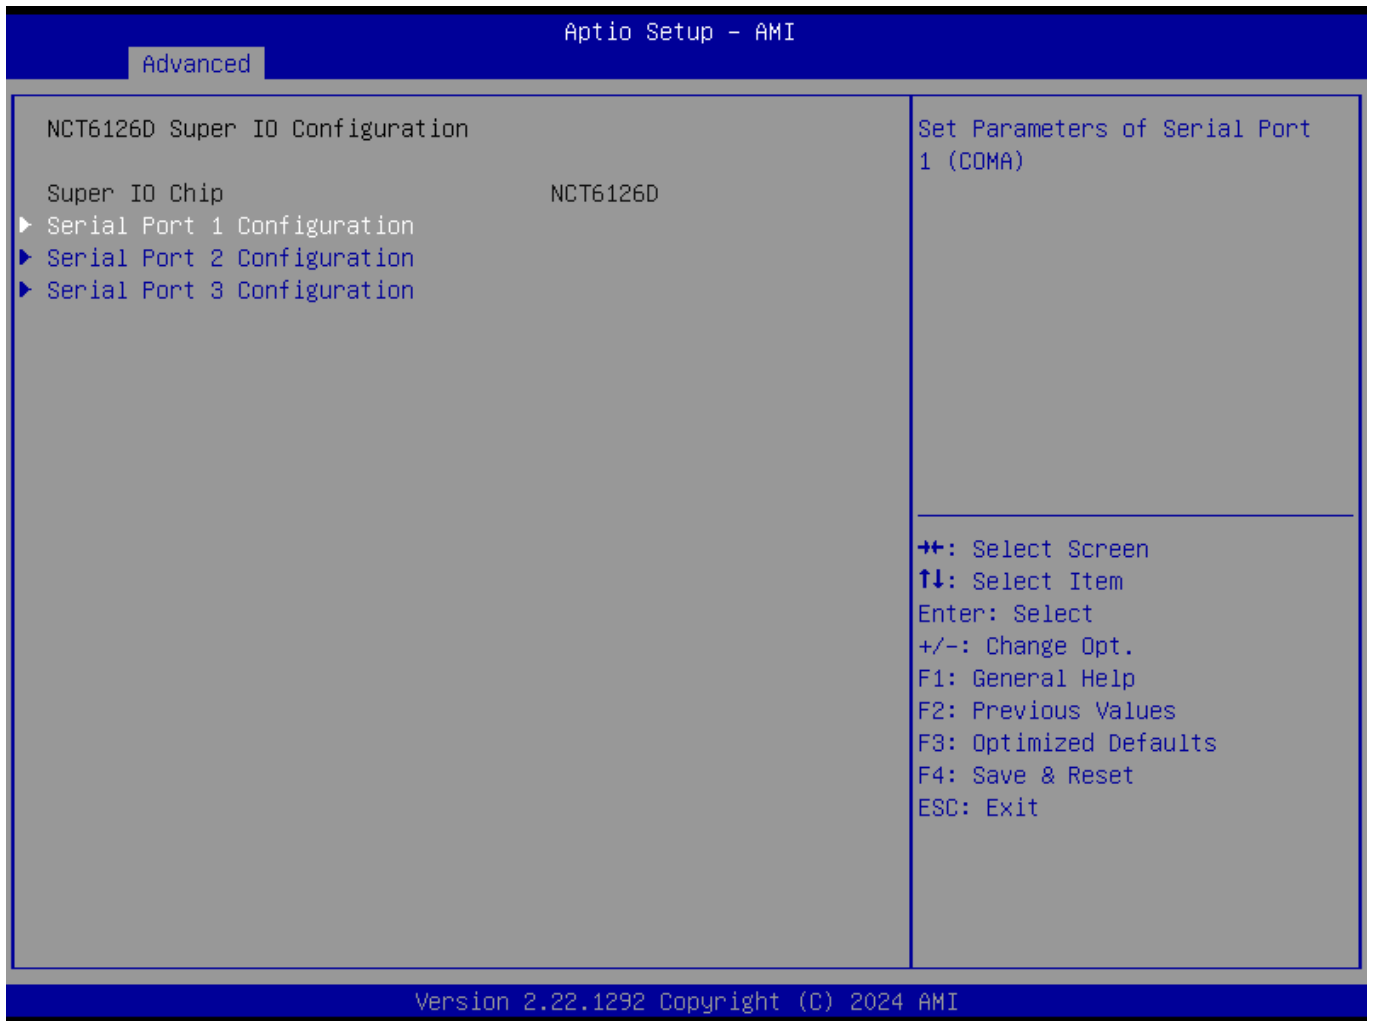 Aptio Setup – AMI
Advanced
NCT6126D Super IO Configuration
Super IO Chip NCT6126D
Serial Port 1 Configuration
Serial Port 2 Configuration
Serial Port 3 Configuration
Set Parameters of Serial Port
1 (COMA)
→←: Select Screen
↑↓: Select Item
Enter: Select
+/-: Change Opt.
F1: General Help
F2: Previous Values
F3: Optimized Defaults
F4: Save & Reset
ESC: Exit
Version 2.22.1292 Copyright (C) 2024 AMI